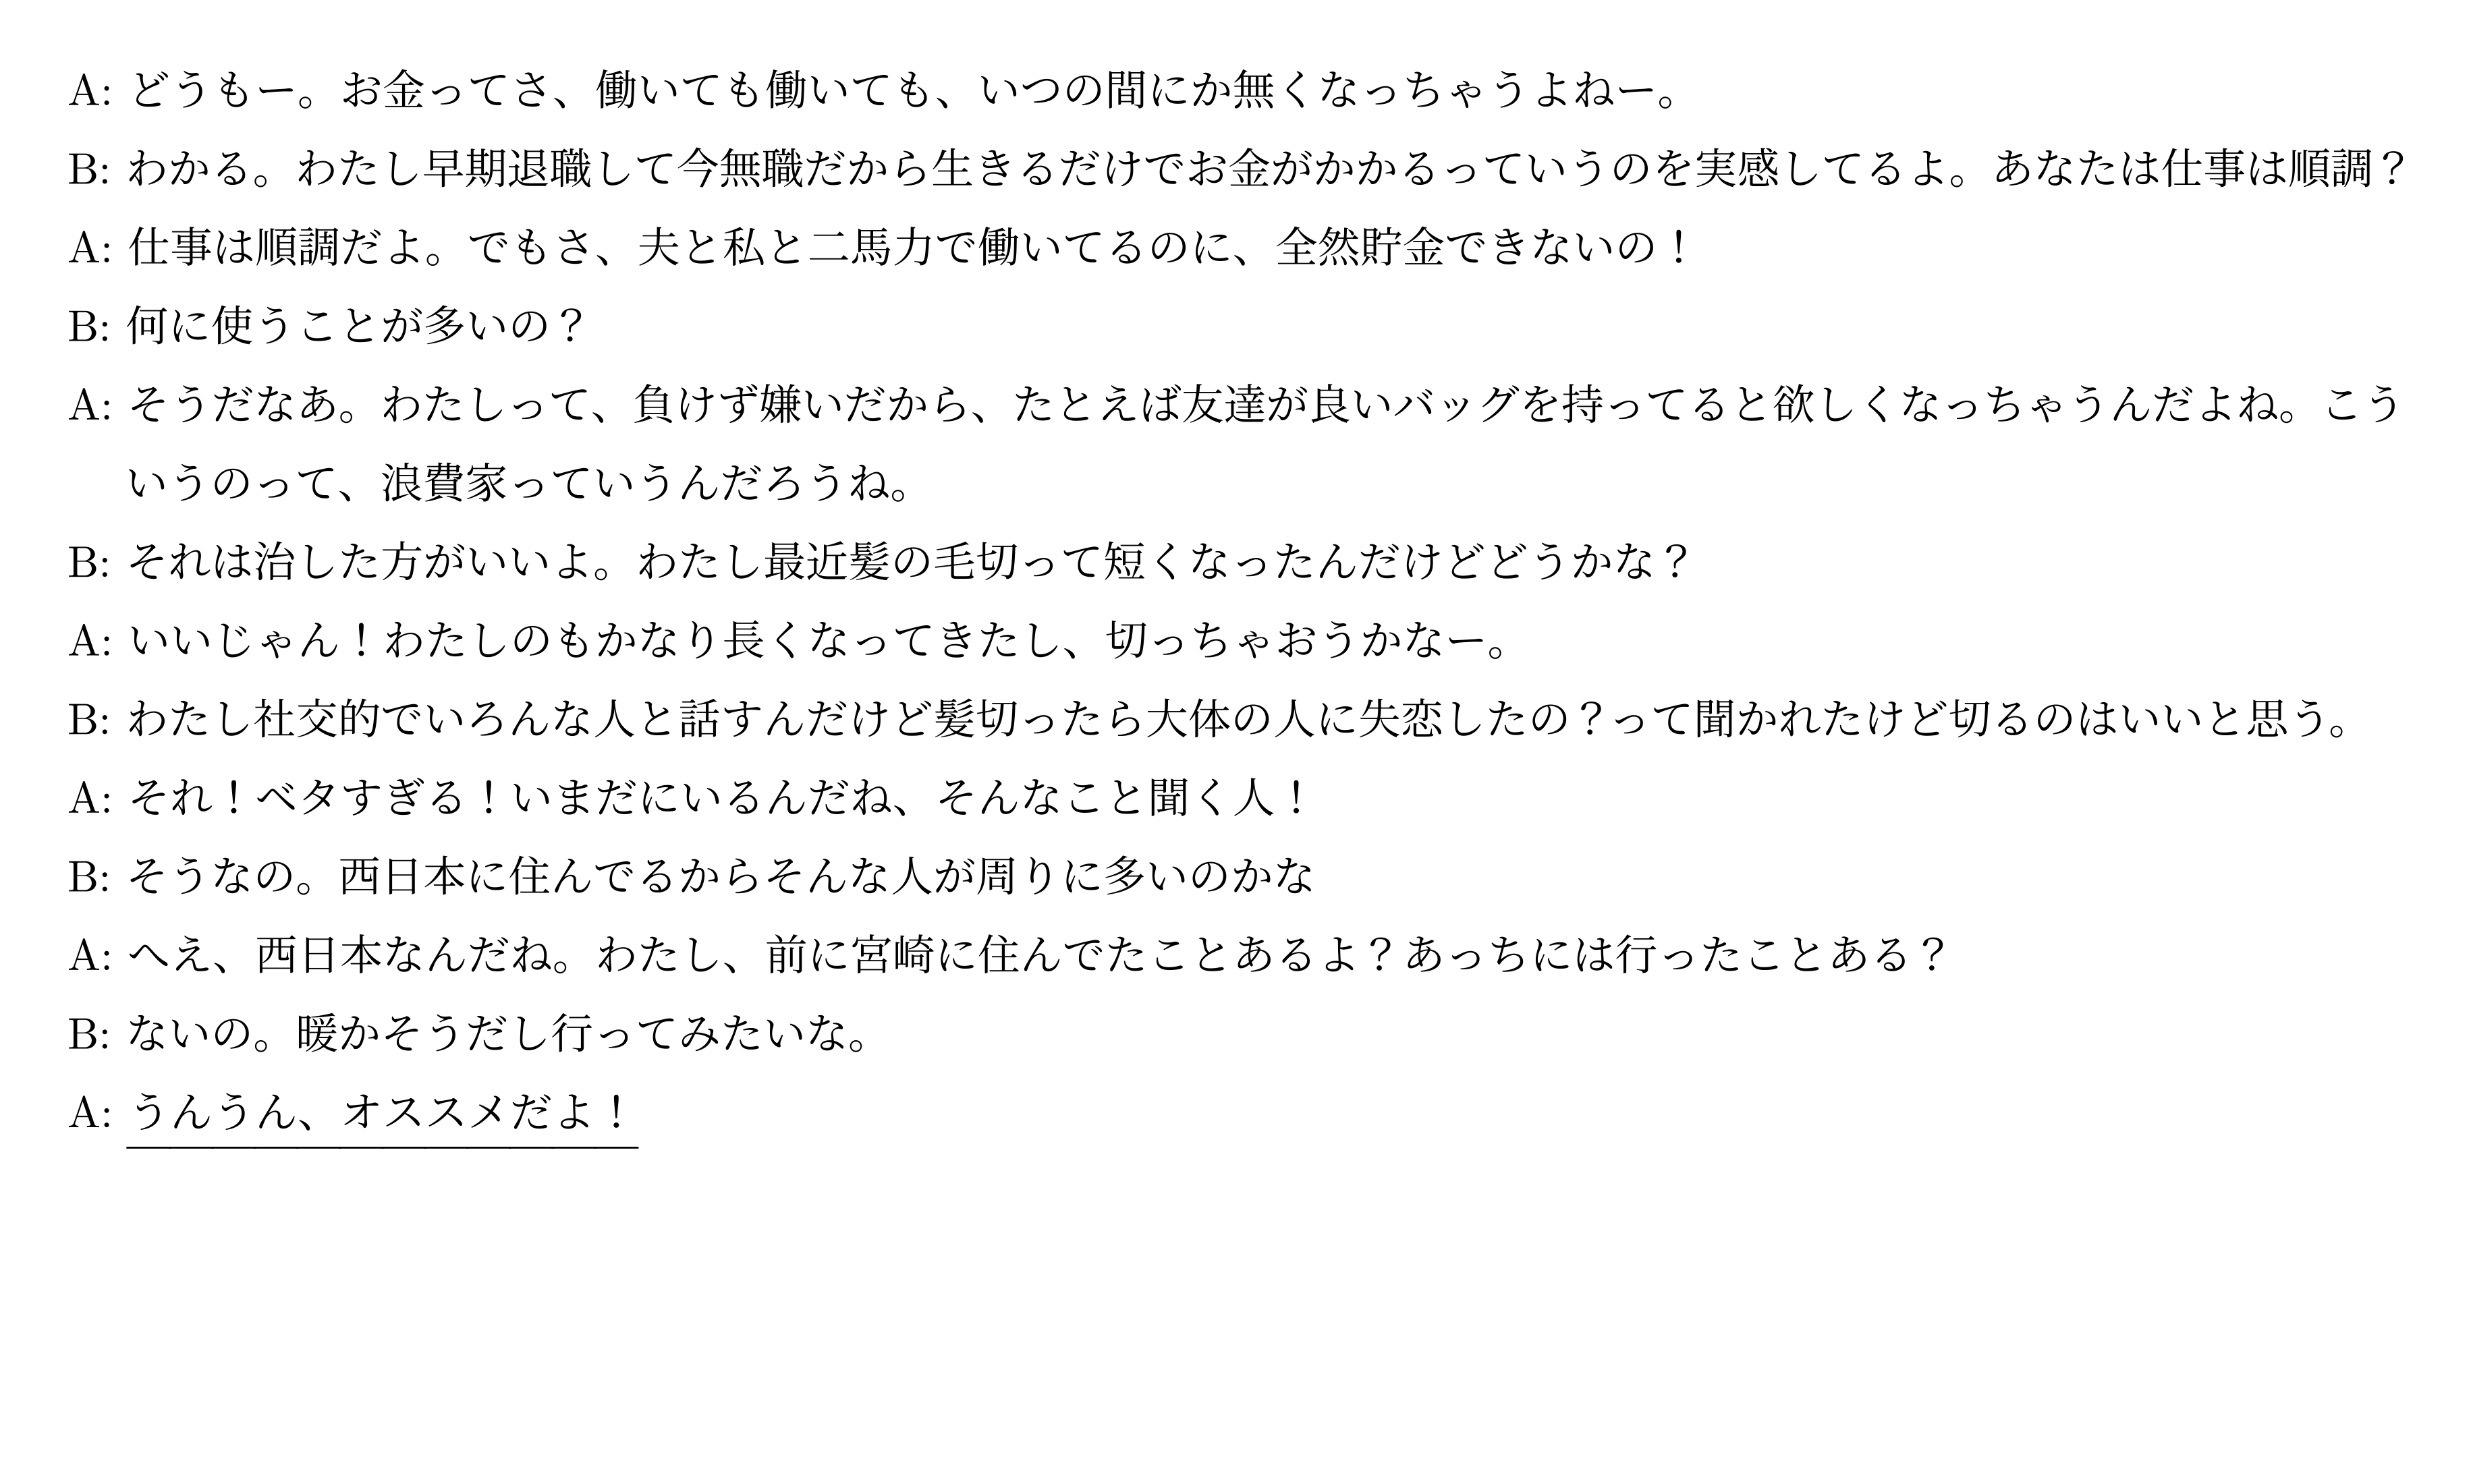 A: どうもー。お金ってさ、働いても働いても、いつの間にか無くなっちゃうよねー。
B: わかる。わたし早期退職して今無職だから生きるだけでお金がかかるっていうのを実感してるよ。あなたは仕事は順調？
A: 仕事は順調だよ。でもさ、夫と私と二馬力で働いてるのに、全然貯金できないの！
B: 何に使うことが多いの？
A: そうだなあ。わたしって、負けず嫌いだから、たとえば友達が良いバッグを持ってると欲しくなっちゃうんだよね。こう
いうのって、浪費家っていうんだろうね。
B: それは治した方がいいよ。わたし最近髪の毛切って短くなったんだけどどうかな？
A: いいじゃん！わたしのもかなり長くなってきたし、切っちゃおうかなー。
B: わたし社交的でいろんな人と話すんだけど髪切ったら大体の人に失恋したの？って聞かれたけど切るのはいいと思う。
A: それ！ベタすぎる！いまだにいるんだね、そんなこと聞く人！
B: そうなの。西日本に住んでるからそんな人が周りに多いのかな
A: へえ、西日本なんだね。わたし、前に宮崎に住んでたことあるよ？あっちには行ったことある？
B: ないの。暖かそうだし行ってみたいな。
A: うんうん、オススメだよ！